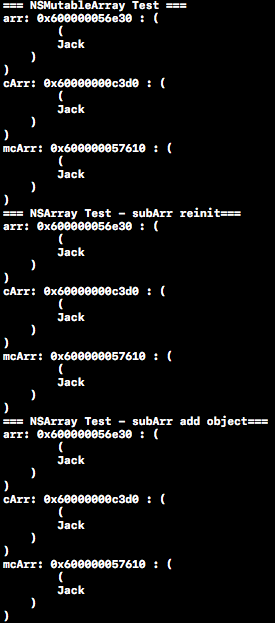 === NSMutableArray Test ===
arr: 0x600000056e30 : (
        (
        Jack
    )
)
cArr: 0x60000000c3d0 : (
        (
        Jack
    )
)
mcArr: 0x600000057610 : (
        (
        Jack
    )
)
=== NSArray Test - subArr reinit===
arr: 0x600000056e30 : (
        (
        Jack
    )
)
cArr: 0x60000000c3d0 : (
        (
        Jack
    )
)
mcArr: 0x600000057610 : (
        (
        Jack
    )
)
=== NSArray Test - subArr add object===
arr: 0x600000056e30 : (
        (
        Jack
    )
)
cArr: 0x60000000c3d0 : (
        (
        Jack
    )
)
mcArr: 0x600000057610 : (
        (
        Jack
    )
)